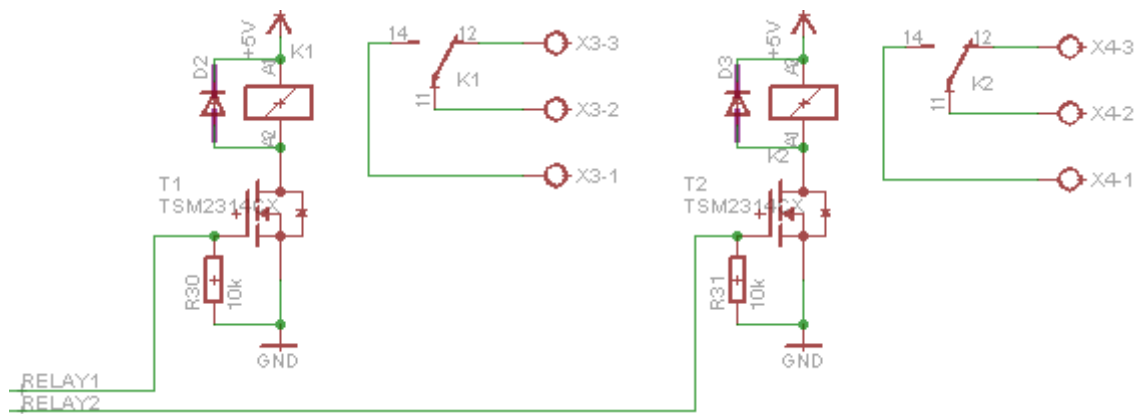 +5V
K1
D2
A1
A2
14
12
11
K1
X3-3
X3-2
X3-1
T1
TSM2314CX
R30
10k
GND
+5V
D3
A2
A1
K2
14
12
11
K2
X4-3
X4-2
X4-1
T2
TSM2314CX
R31
10k
GND
RELAY1
RELAY2